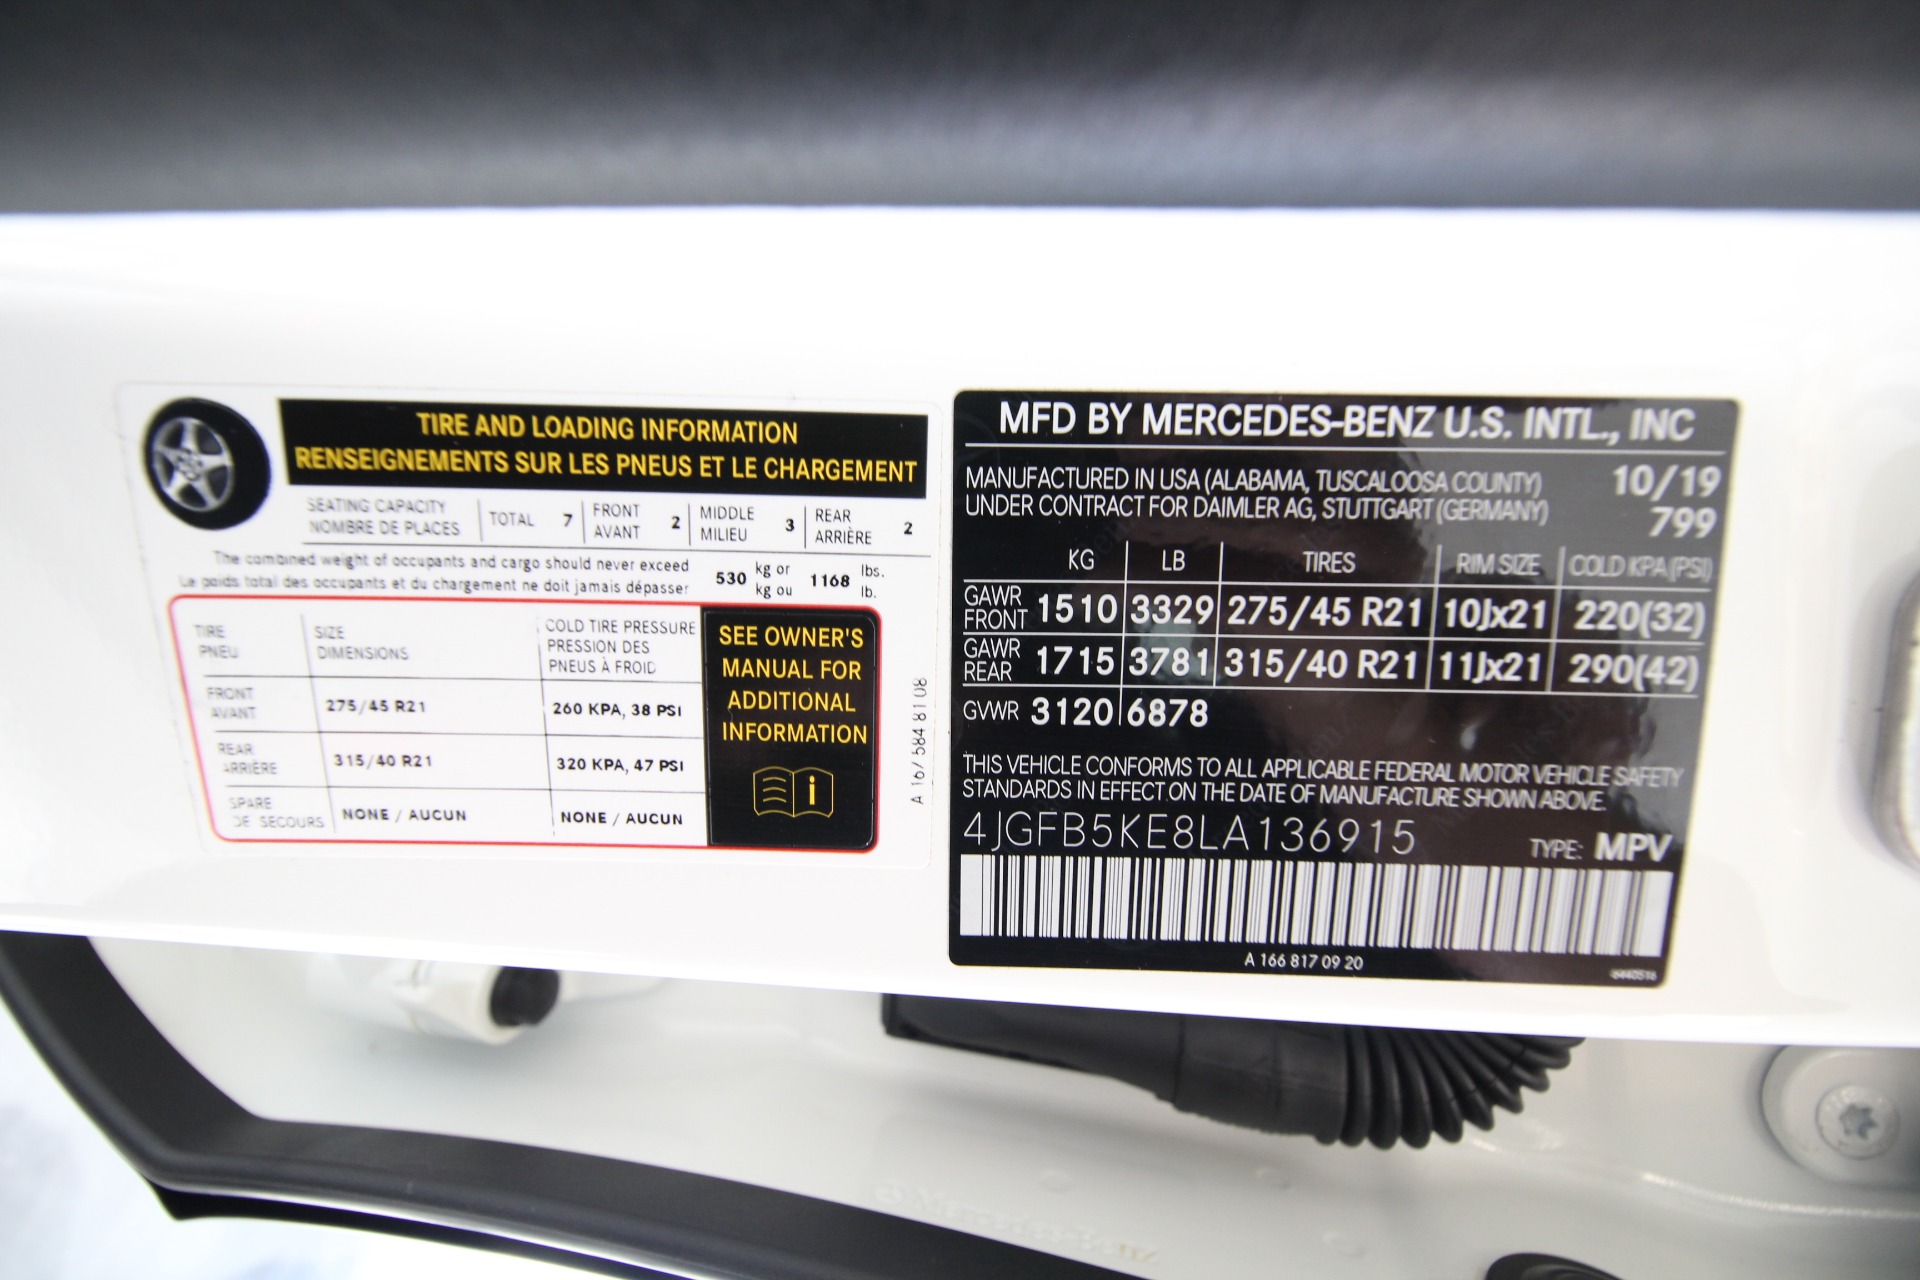 TIRE AND LOADING INFORMATION
RENSEIGNEMENTS SUR LES PNEUS ET LE CHARGEMENT
SEATING CAPACITY
NOMBRE DE PLACES
TOTAL 7
FRONT
AVANT 2
MIDDLE
MILIEU 3
REAR
ARRIÈRE 2
The combined weight of occupants and cargo should never exceed 530 kg or 1168 lbs.
Le poids total des occupants et du chargement ne doit jamais dépasser kg ou lb.
TIRE
PNEU
SIZE
DIMENSIONS
COLD TIRE PRESSURE
PRESSION DES
PNEUS À FROID
FRONT
AVANT
275/45 R21
260 KPA, 38 PSI
REAR
ARRIÈRE
315/40 R21
320 KPA, 47 PSI
SPARE
DE SECOURS
NONE / AUCUN
NONE / AUCUN
SEE OWNER'S
MANUAL FOR
ADDITIONAL
INFORMATION
i
A 167 584 81 08
MFD BY MERCEDES-BENZ U.S. INTL., INC
MANUFACTURED IN USA (ALABAMA, TUSCALOOSA COUNTY) 10/19
UNDER CONTRACT FOR DAIMLER AG, STUTTGART (GERMANY) 799
KG LB TIRES RIM SIZE COLD KPA(PSI)
GAWR
FRONT 1510 3329 275/45 R21 10Jx21 220(32)
GAWR
REAR 1715 3781 315/40 R21 11Jx21 290(42)
GVWR 3120 6878
THIS VEHICLE CONFORMS TO ALL APPLICABLE FEDERAL MOTOR VEHICLE SAFETY
STANDARDS IN EFFECT ON THE DATE OF MANUFACTURE SHOWN ABOVE.
4JGFB5KE8LA136915 TYPE: MPV
A 166 817 09 20
6440516